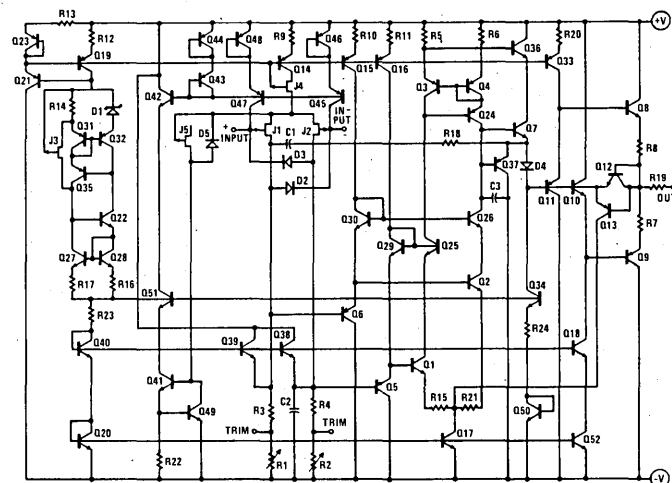 R13 +V
Q23 R12 Q44 Q48 R9 Q46 R10 R11 R5 R6 Q36 R20
Q19 Q14 Q15 Q16 Q33
Q21 Q43 J4 Q3 Q4 Q8
Q42 Q47 Q45
R14 D1 IN-
PUT Q24 Q7 R8
J3 Q31 Q32 J5 D5 + INPUT J1 C1 J2 - R18 Q12
Q35 D3 Q37 D4 R19
D2 C3 Q11 Q10 Q13 OUT
Q22 Q30 Q26 R7
Q27 Q28 Q29 Q25 Q9
R17 R16 Q51 Q2 Q34
R23 Q6 R24
Q40 Q39 Q38 Q18
Q41 C2 Q5 Q1
R3 R4 R15 R21
Q49 TRIM TRIM Q50
Q20 Q17 Q52
R22 R1 R2 -V